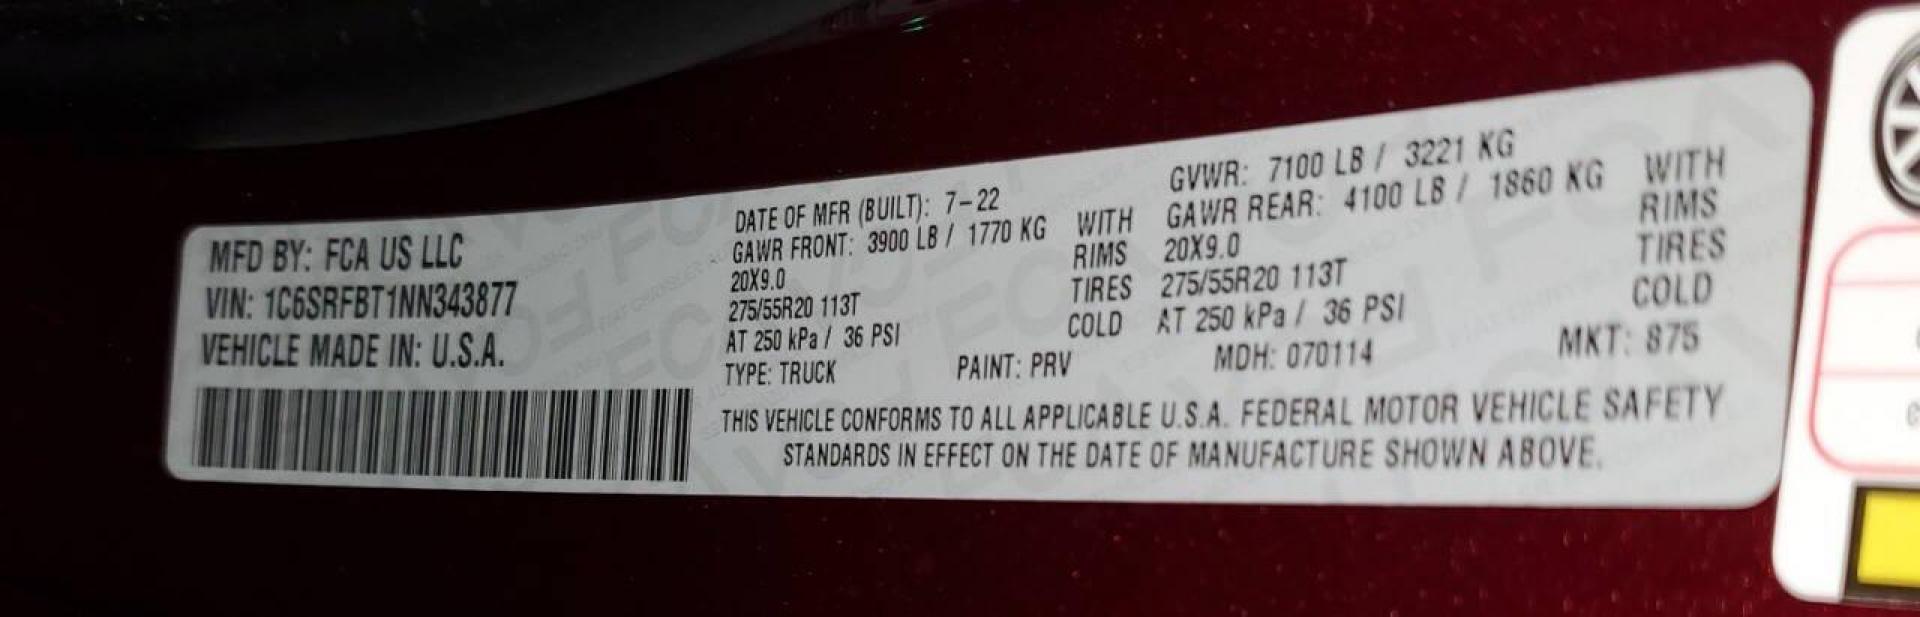 MFD BY: FCA US LLC
VIN: 1C6SRFBT1NN343877
VEHICLE MADE IN: U.S.A.
DATE OF MFR (BUILT): 7-22
GAWR FRONT: 3900 LB / 1770 KG WITH
20X9.0 RIMS
275/55R20 113T TIRES
AT 250 kPa / 36 PSI COLD
GVWR: 7100 LB / 3221 KG
GAWR REAR: 4100 LB / 1860 KG WITH
20X9.0 RIMS
275/55R20 113T TIRES
AT 250 kPa / 36 PSI COLD
TYPE: TRUCK PAINT: PRV MDH: 070114 MKT: 875
THIS VEHICLE CONFORMS TO ALL APPLICABLE U.S.A. FEDERAL MOTOR VEHICLE SAFETY
STANDARDS IN EFFECT ON THE DATE OF MANUFACTURE SHOWN ABOVE.